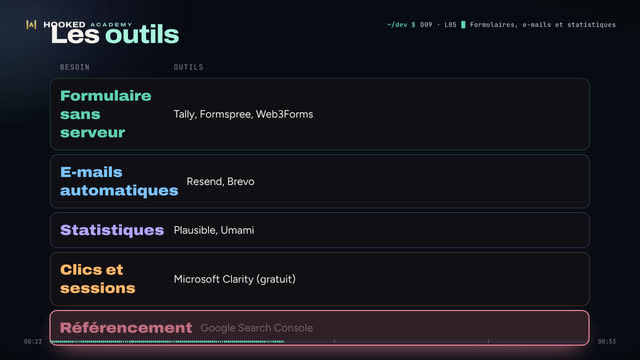 HOOKED ACADEMY
~/dev $ D09 · L05 Formulaires, e-mails et statistiques
Les outils
BESOIN OUTILS
Formulaire
sans
serveur
Tally, Formspree, Web3Forms
E-mails
automatiques
Resend, Brevo
Statistiques
Plausible, Umami
Clics et
sessions
Microsoft Clarity (gratuit)
Référencement
Google Search Console
00:23
00:53